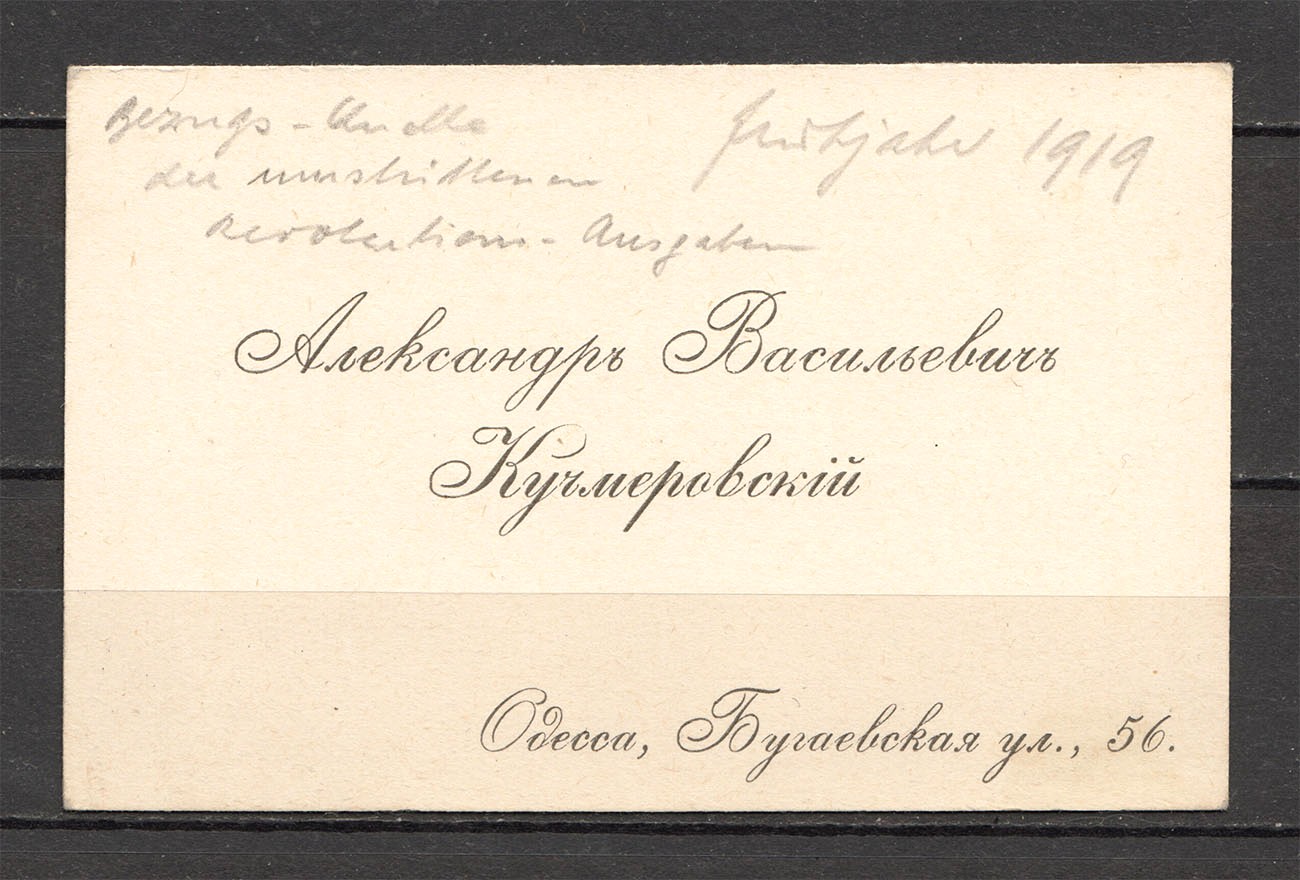 Bezugs-Quelle
der umstrittenen
Revolutions-Ausgaben
Frühjahr 1919
Александръ Васильевичъ
Кучмеровскій
Одесса, Бугаевская ул., 56.